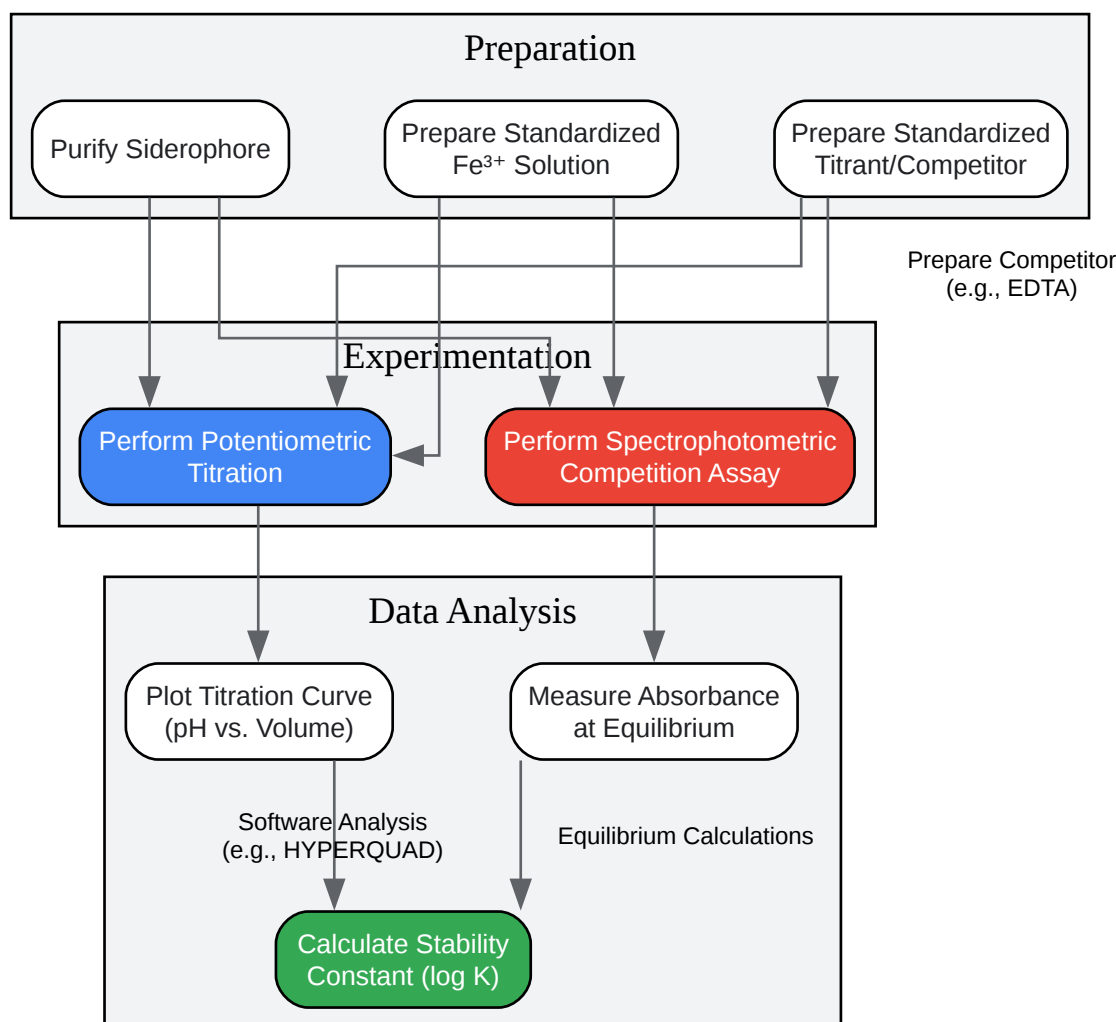 Preparation
Purify Siderophore
Prepare Standardized
Fe³⁺ Solution
Prepare Standardized
Titrant/Competitor
Prepare Competitor
(e.g., EDTA)
Experimentation
Perform Potentiometric
Titration
Perform Spectrophotometric
Competition Assay
Data Analysis
Plot Titration Curve
(pH vs. Volume)
Measure Absorbance
at Equilibrium
Software Analysis
(e.g., HYPERQUAD)
Equilibrium Calculations
Calculate Stability
Constant (log K)